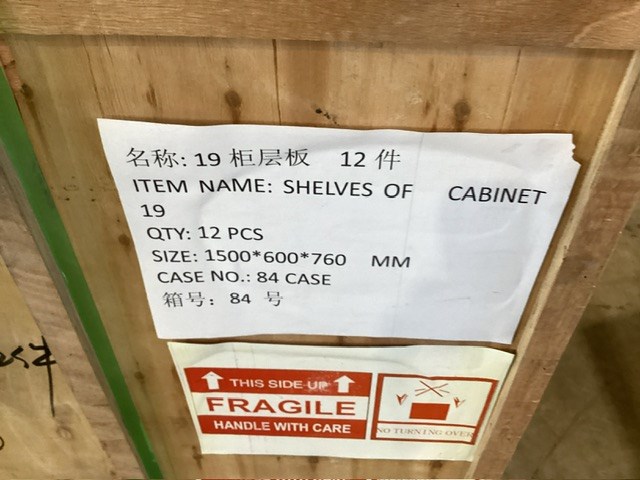 名称: 19 柜层板 12 件
ITEM NAME: SHELVES OF CABINET
19
QTY: 12 PCS
SIZE: 1500*600*760 MM
CASE NO.: 84 CASE
箱号: 84 号
THIS SIDE UP
FRAGILE
HANDLE WITH CARE
NO TURNING OVER